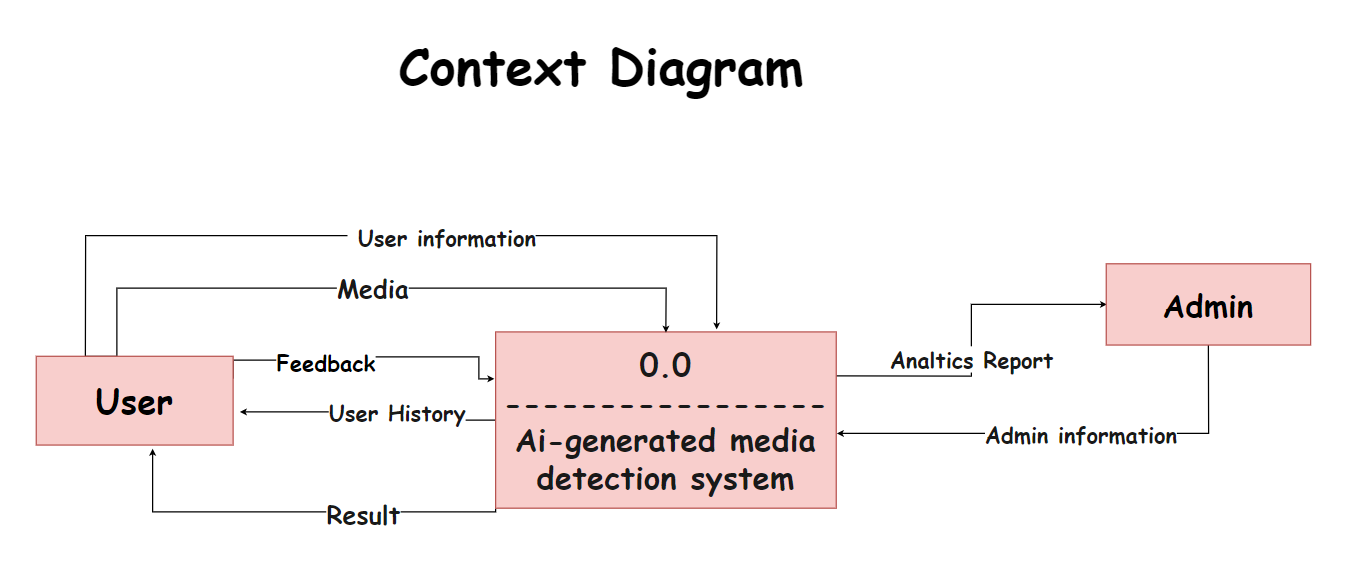 Context Diagram
User information
Media
Feedback
User
User History
Result
0.0
Ai-generated media
detection system
Analtics Report
Admin
Admin information